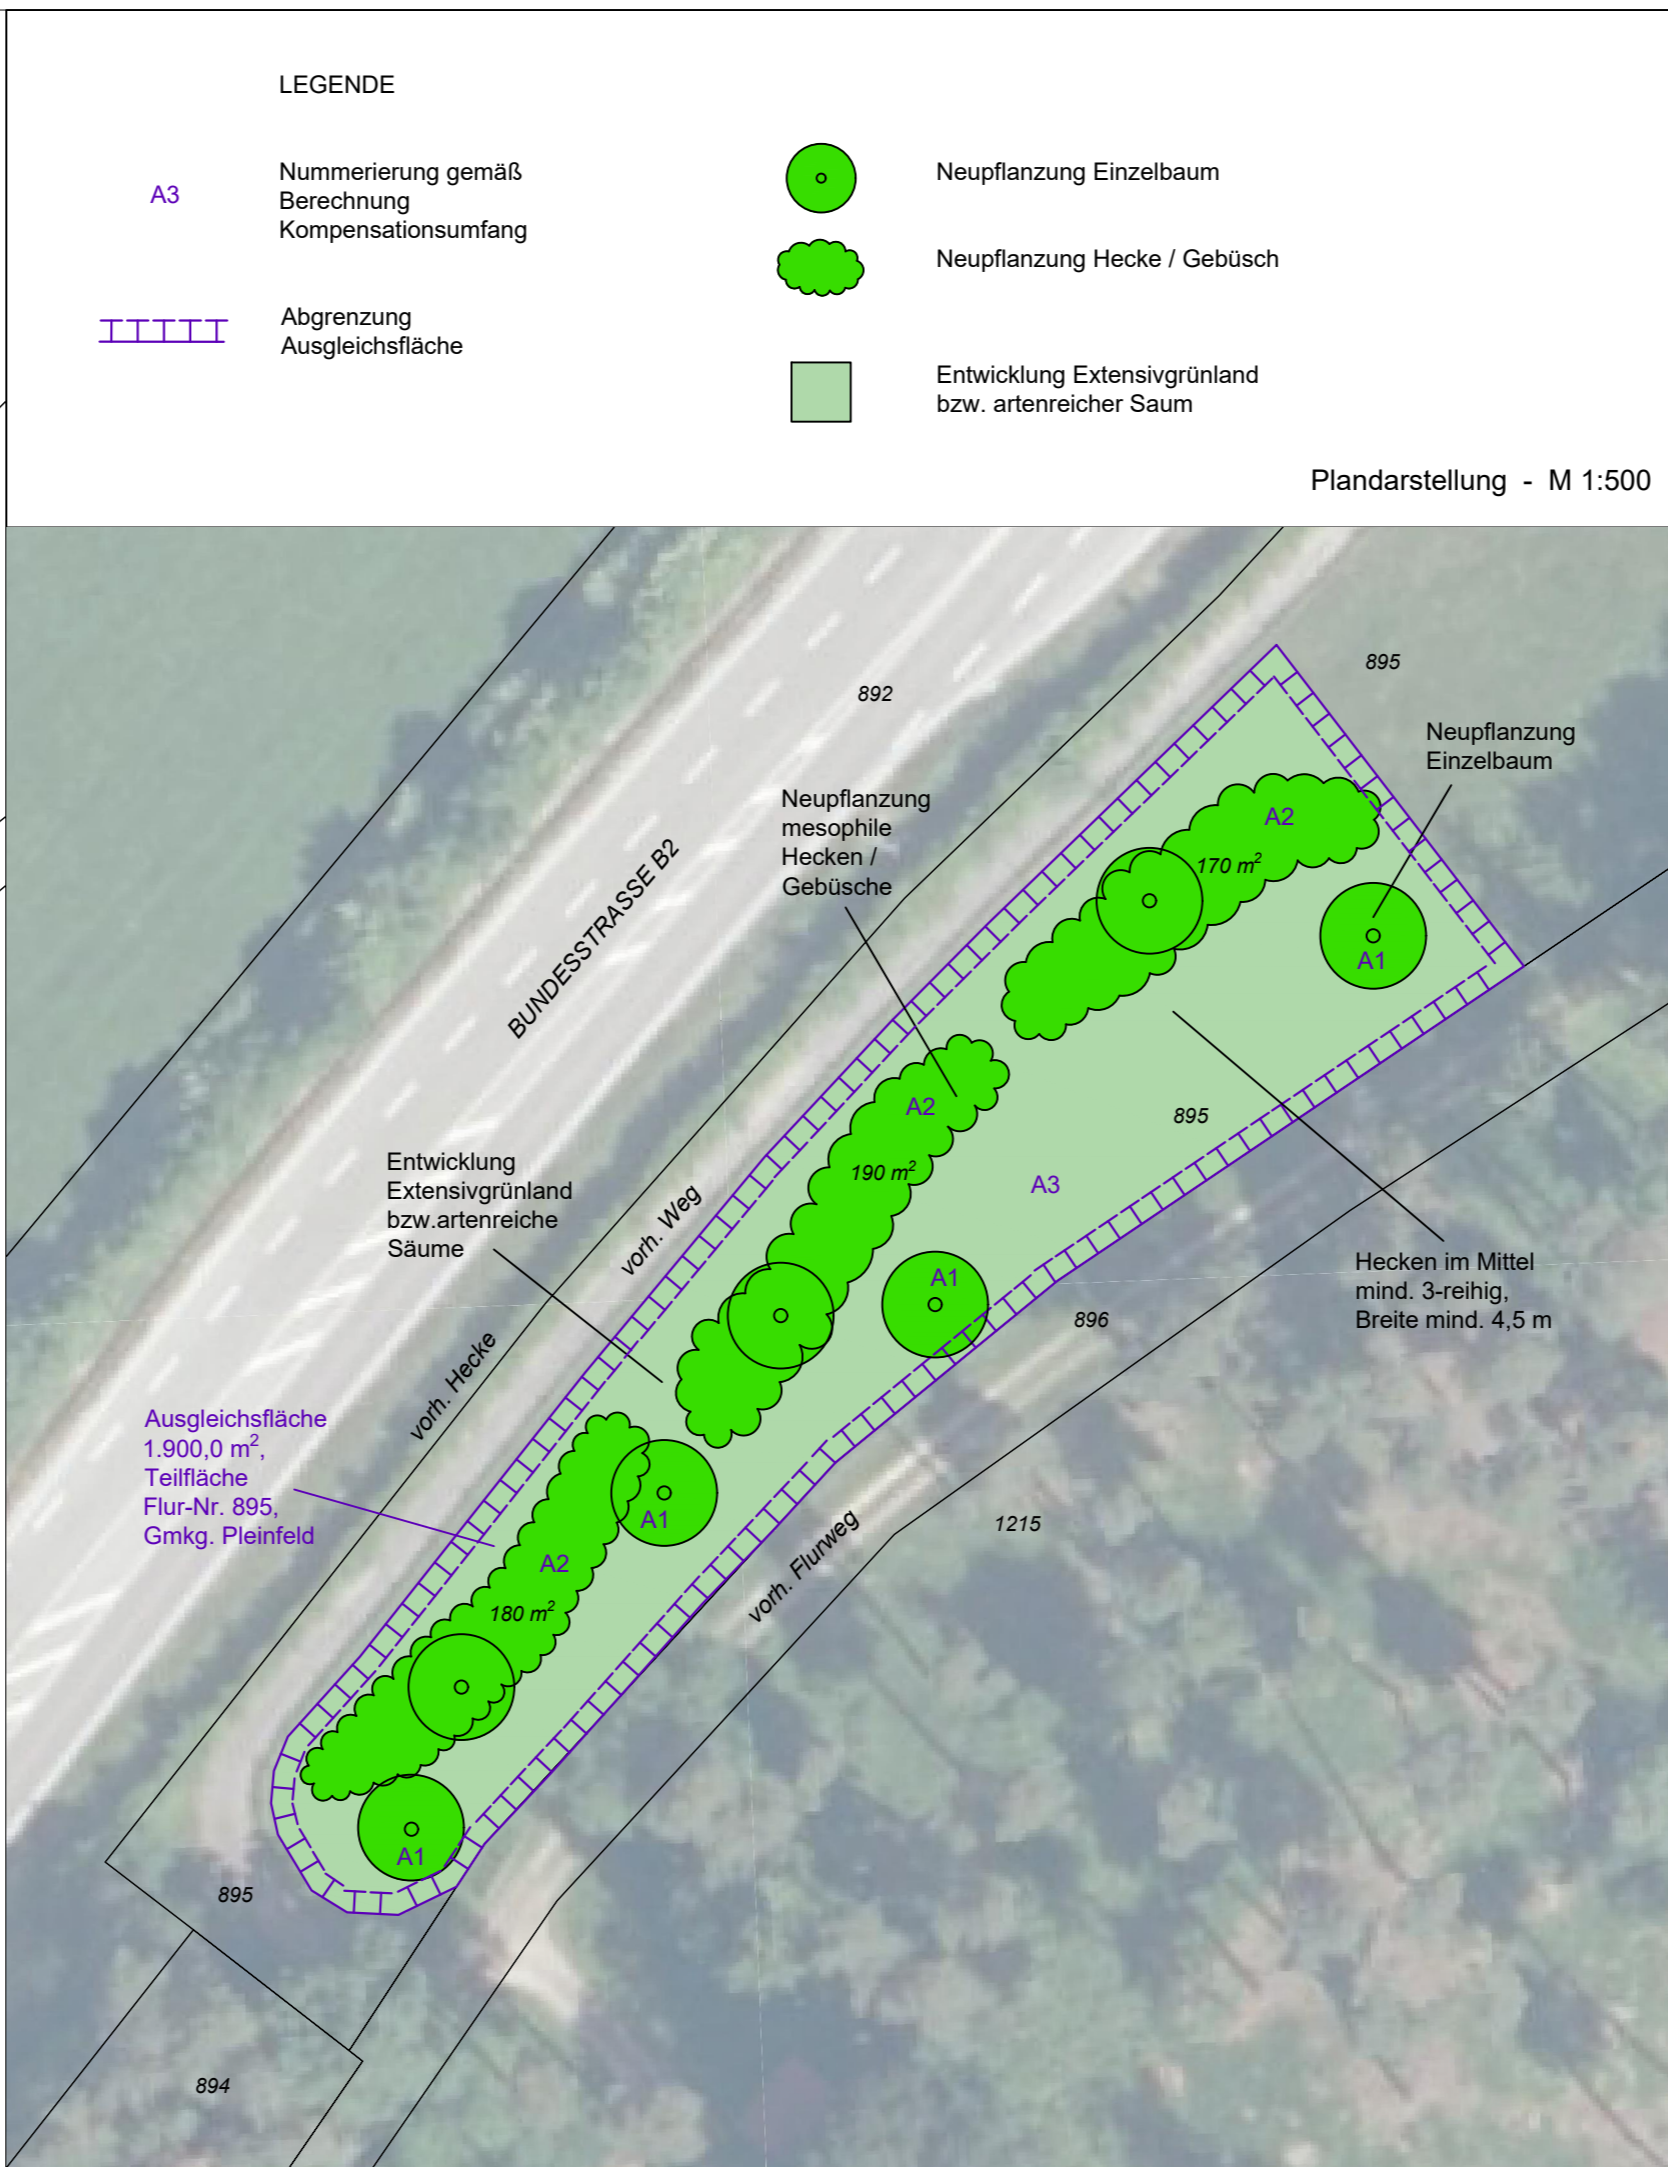 LEGENDE
A3
Nummerierung gemäß
Berechnung
Kompensationsumfang
Abgrenzung
Ausgleichsfläche
Neupflanzung Einzelbaum
Neupflanzung Hecke / Gebüsch
Entwicklung Extensivgrünland
bzw. artenreicher Saum
Plandarstellung - M 1:500
895
892
Neupflanzung
Einzelbaum
Neupflanzung
mesophile
Hecken /
Gebüsche
A2
170 m²
BUNDESSTRASSE B2
A1
A2
895
190 m²
Entwicklung
Extensivgrünland
bzw.artenreiche
Säume
A3
vorh. Weg
Hecken im Mittel
mind. 3-reihig,
Breite mind. 4,5 m
A1
896
vorh. Hecke
Ausgleichsfläche
1.900,0 m²,
Teilfläche
Flur-Nr. 895,
Gmkg. Pleinfeld
A1
1215
vorh. Flurweg
A2
180 m²
A1
895
894